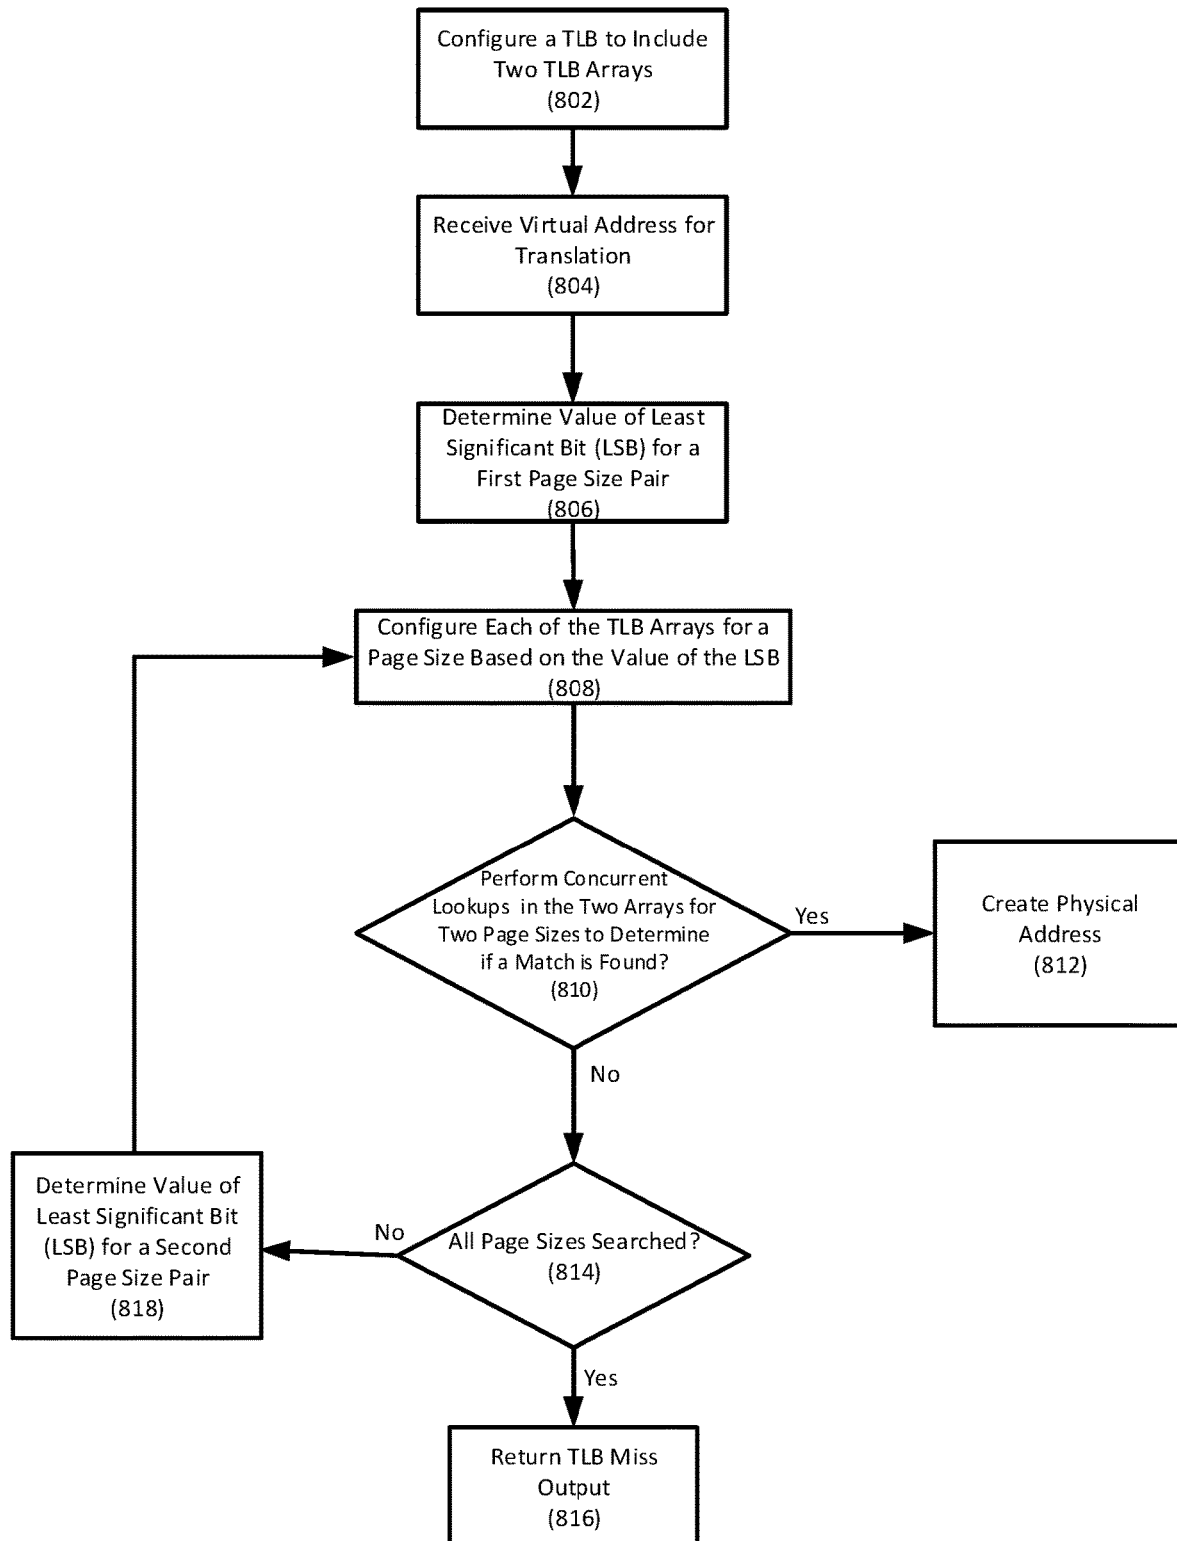 Configure a TLB to Include
Two TLB Arrays
(802)
Receive Virtual Address for
Translation
(804)
Determine Value of Least
Significant Bit (LSB) for a
First Page Size Pair
(806)
Configure Each of the TLB Arrays for a
Page Size Based on the Value of the LSB
(808)
Perform Concurrent
Lookups in the Two Arrays for
Two Page Sizes to Determine
if a Match is Found?
(810)
Yes
Create Physical
Address
(812)
No
All Page Sizes Searched?
(814)
No
Determine Value of
Least Significant Bit
(LSB) for a Second
Page Size Pair
(818)
Yes
Return TLB Miss
Output
(816)